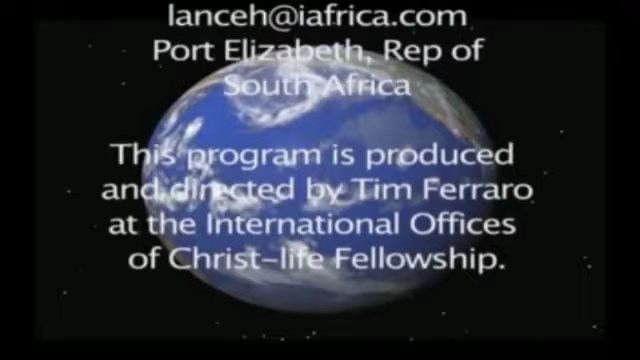 lanceh@iafrica.com
Port Elizabeth, Rep of
South Africa
This program is produced
and directed by Tim Ferraro
at the International Offices
of Christ-life Fellowship.